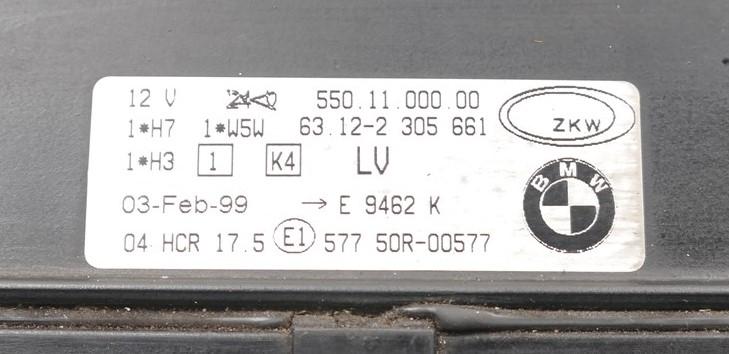 12 V 550.11.000.00
1*H7 1*W5W 63.12-2 305 661
ZKW
1*H3 1 K4 LV
BMW
03-Feb-99 → E 9462 K
04 HCR 17.5 E1 577 50R-00577